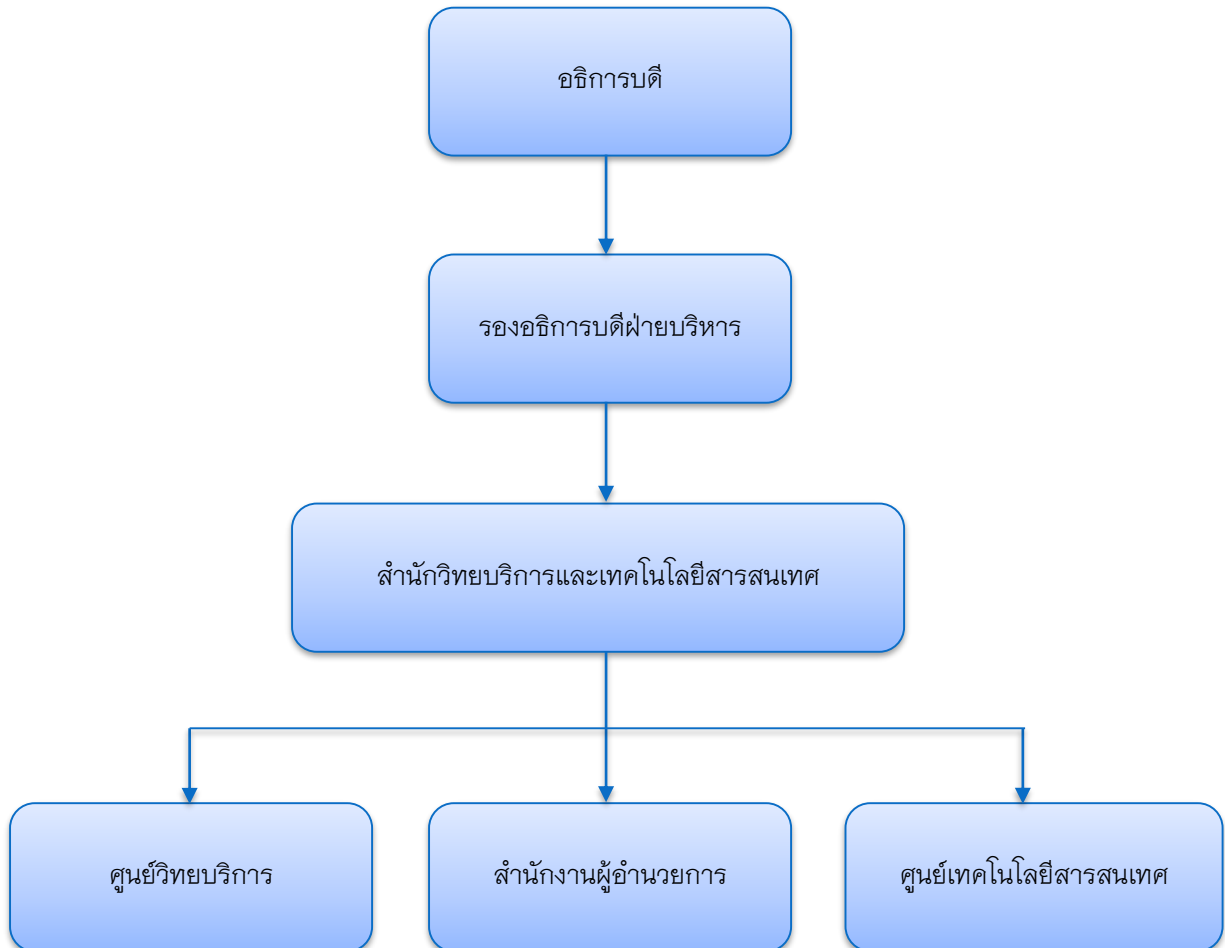 อธิการบดี
รองอธิการบดีฝ่ายบริหาร
สำนักวิทยบริการและเทคโนโลยีสารสนเทศ
ศูนย์วิทยบริการ
สำนักงานผู้อำนวยการ
ศูนย์เทคโนโลยีสารสนเทศ